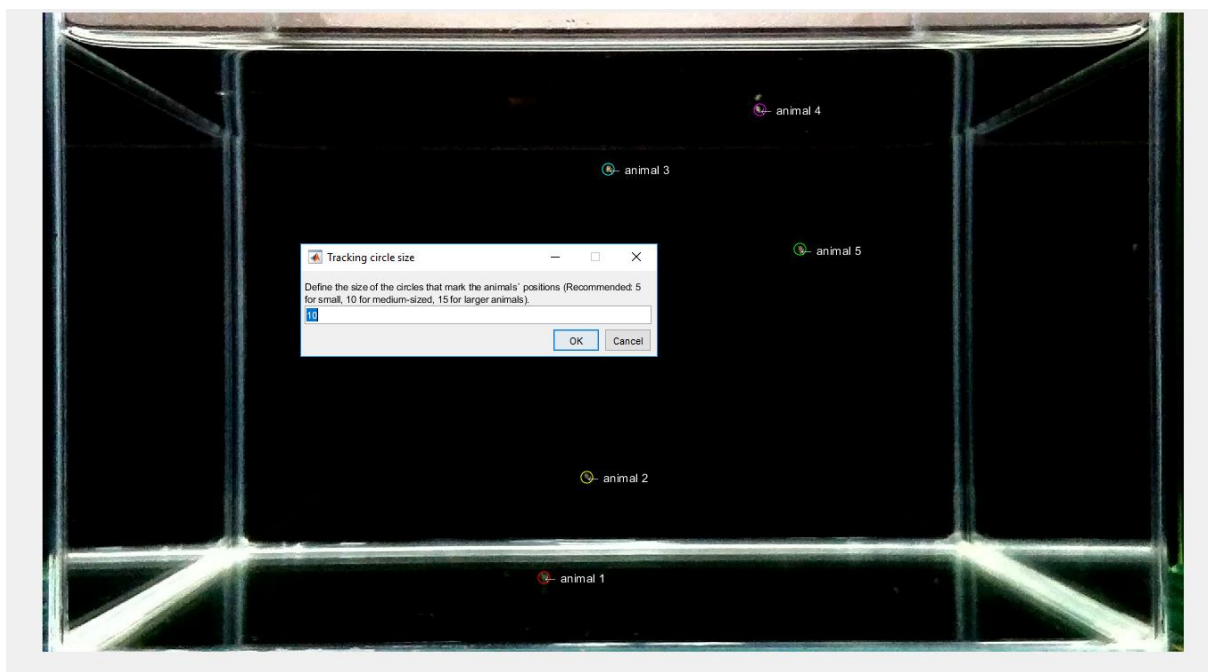 animal 4
animal 3
animal 5
Tracking circle size
Define the size of the circles that mark the animals' positions (Recommended: 5
for small, 10 for medium-sized, 15 for larger animals).
10
OK Cancel
animal 2
animal 1